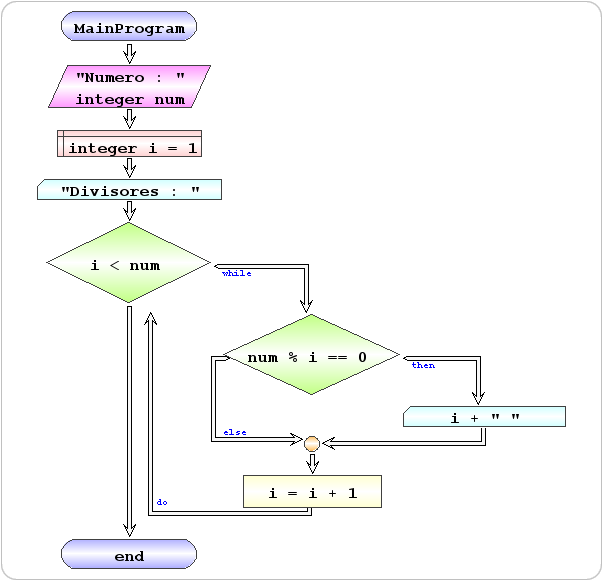 MainProgram
"Numero : "
integer num
integer i = 1
"Divisores : "
i < num
while
num % i == 0
then
i + " "
else
i = i + 1
do
end